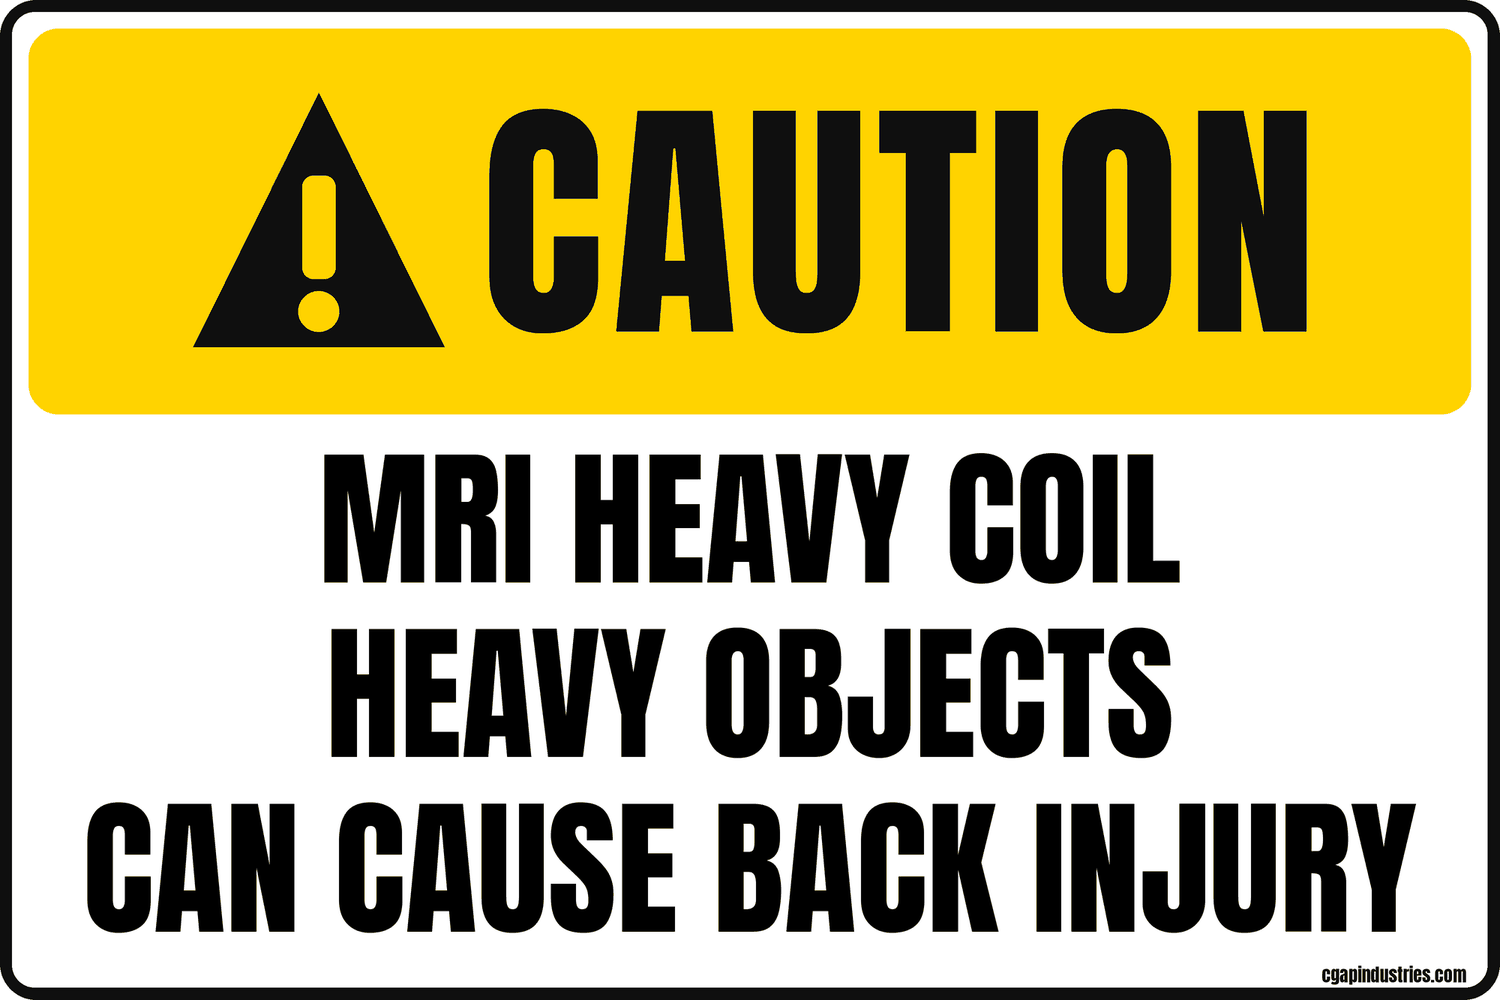 CAUTION
MRI HEAVY COIL
HEAVY OBJECTS
CAN CAUSE BACK INJURY
cgapindustries.com